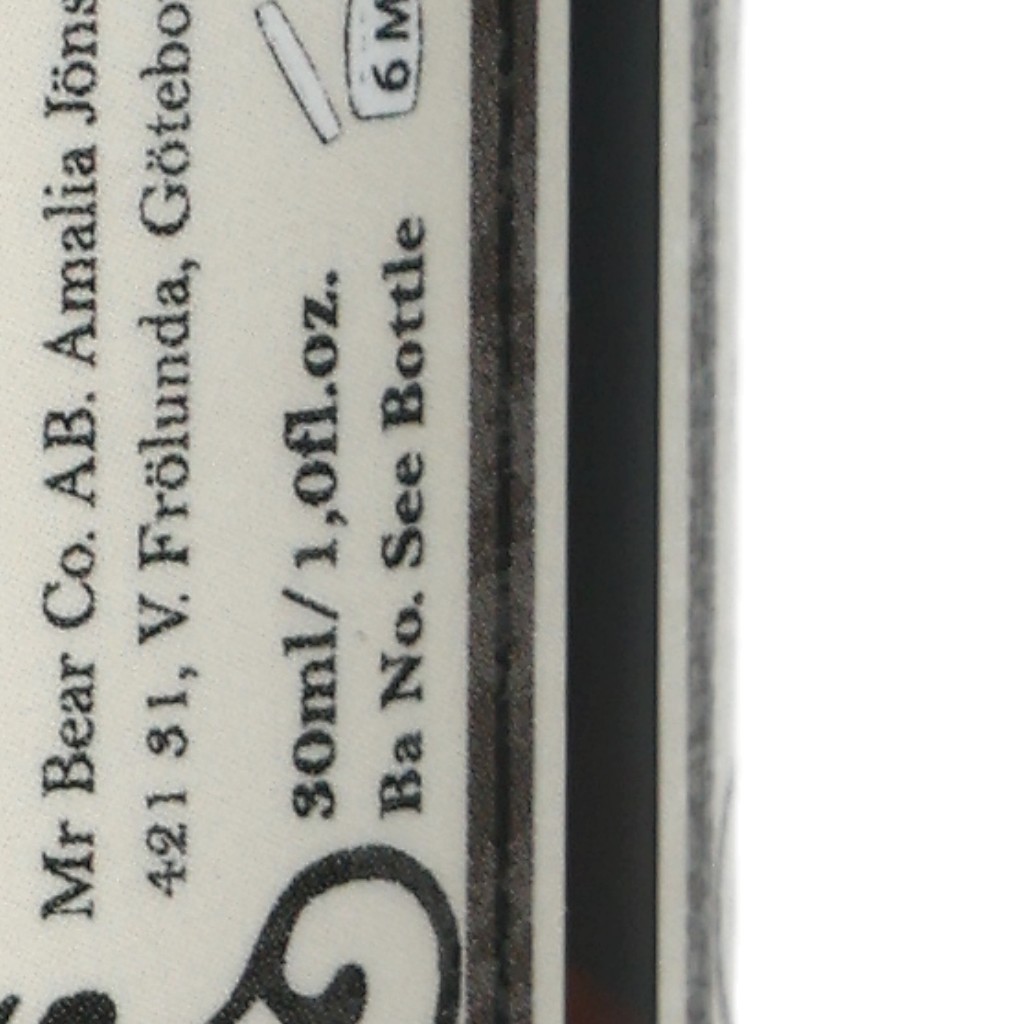 Mr Bear Co. AB. Amalia Jöns
421 31, V. Frölunda, Götebo
30ml/1,0fl.oz.
Ba No. See Bottle
6 M